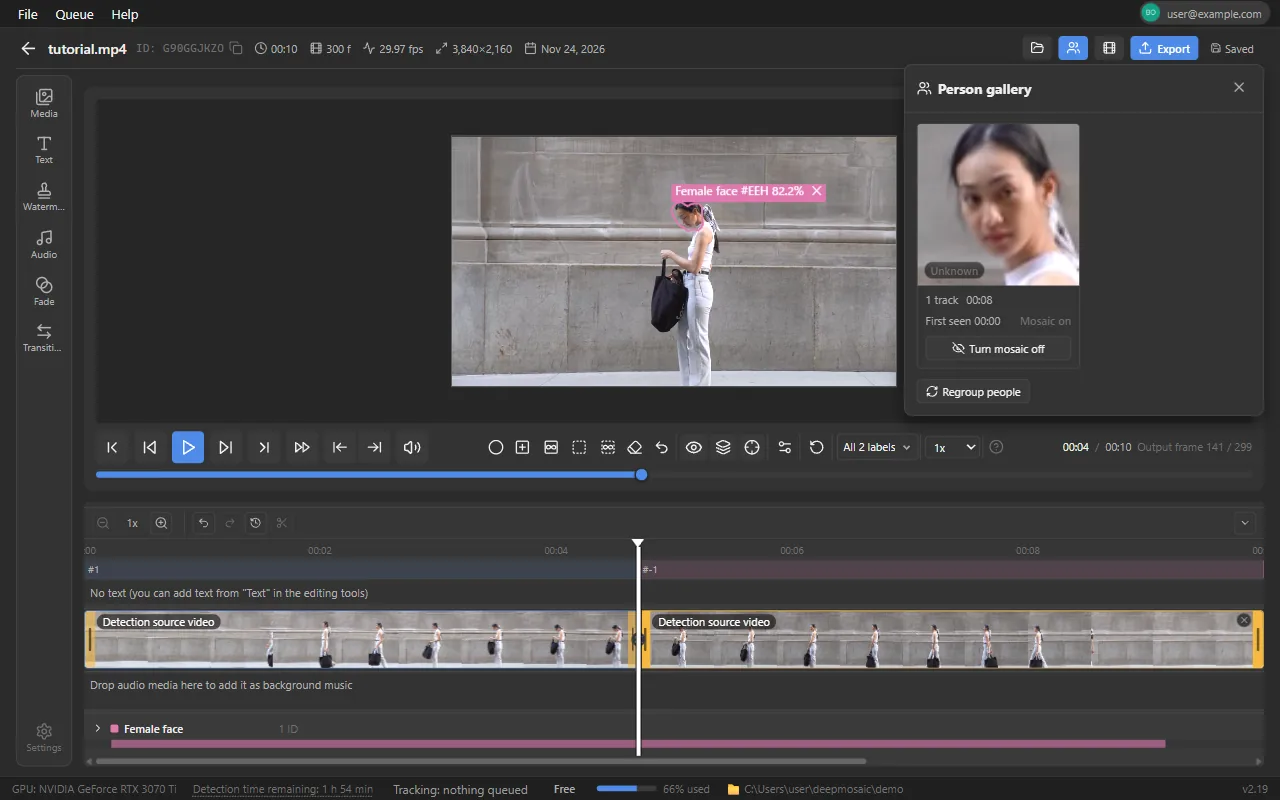 File Queue Help
BO user@example.com
tutorial.mp4 ID: G90GGJKZO 00:10 300 f 29.97 fps 3,840×2,160 Nov 24, 2026
Export Saved
Person gallery
Media
Text
Waterm...
Audio
Fade
Transiti...
Settings
Female face #EEH 82.2%
Unknown
1 track 00:08
First seen 00:00 Mosaic on
Turn mosaic off
Regroup people
All 2 labels 1x 00:04 / 00:10 Output frame 141 / 299
1x
:00 00:02 00:04 00:06 00:08 00
#1 #-1
No text (you can add text from "Text" in the editing tools)
Detection source video Detection source video
Drop audio media here to add it as background music
Female face 1 ID
GPU: NVIDIA GeForce RTX 3070 Ti Detection time remaining: 1 h 54 min Tracking: nothing queued Free 66% used C:\Users\user\deepmosaic\demo v2.19